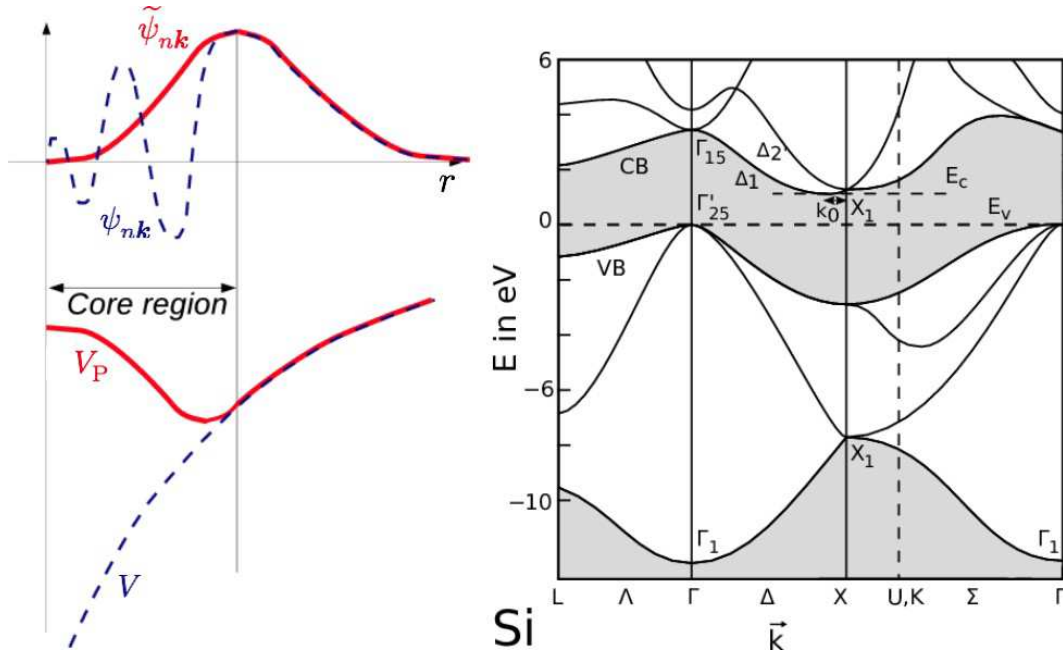 ψ̃nk
r
ψnk
Core region
VP
V
6
0
−6
−10
E in eV
CB
VB
Γ15
Γ'25
Δ2'
Δ1
k0
X1
Ec
Ev
X1
Γ1
Γ1
L Λ Γ Δ X U,K Σ Γ
k⃗
Si